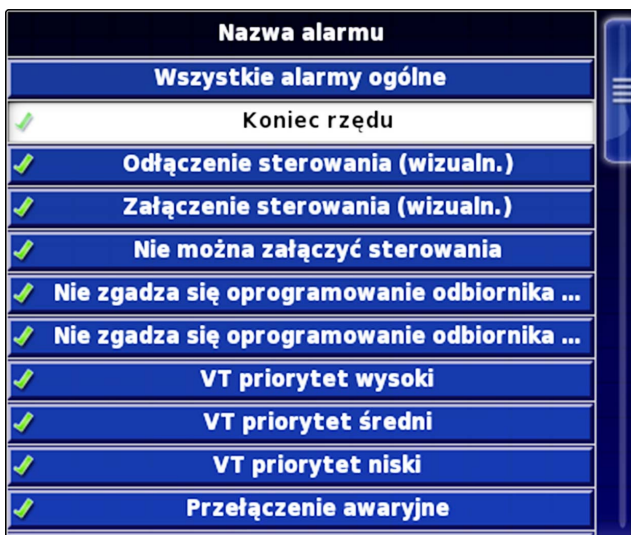 Nazwa alarmu
Wszystkie alarmy ogólne
Koniec rzędu
Odłączenie sterowania (wizualn.)
Załączenie sterowania (wizualn.)
Nie można załączyć sterowania
Nie zgadza się oprogramowanie odbiornika ...
Nie zgadza się oprogramowanie odbiornika ...
VT priorytet wysoki
VT priorytet średni
VT priorytet niski
Przełączenie awaryjne